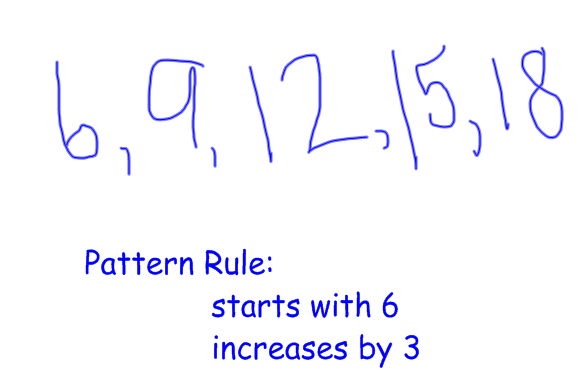 6, 9, 12, 15, 18
Pattern Rule:
starts with 6
increases by 3